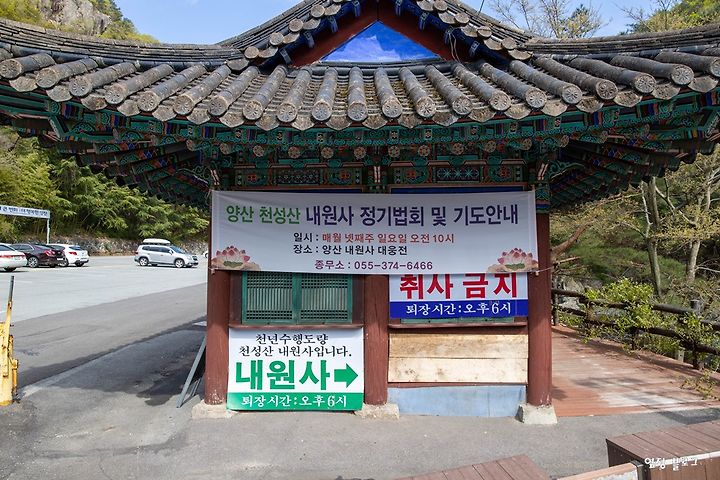 양산 천성산 내원사 정기법회 및 기도안내
일시 : 매월 넷째주 일요일 오전 10시
장소 : 양산 내원사 대웅전
종무소 : 055-374-6466
취사 금지
퇴장시간 : 오후6시
천년수행도량
천성산 내원사입니다.
내원사
퇴장시간 : 오후6시